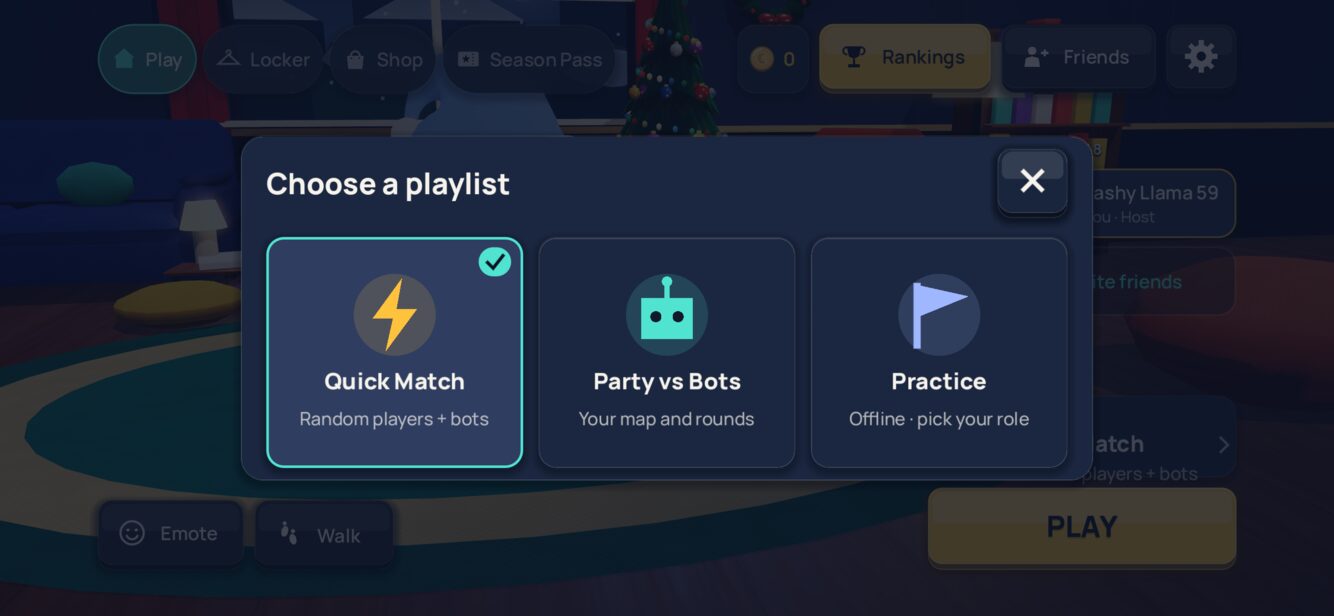 Play
Locker
Shop
Season Pass
0
Rankings
Friends
8
Choose a playlist
ashy Llama 59
ou · Host
ite friends
Quick Match
Random players + bots
Party vs Bots
Your map and rounds
Practice
Offline · pick your role
atch
players + bots
Emote
Walk
PLAY